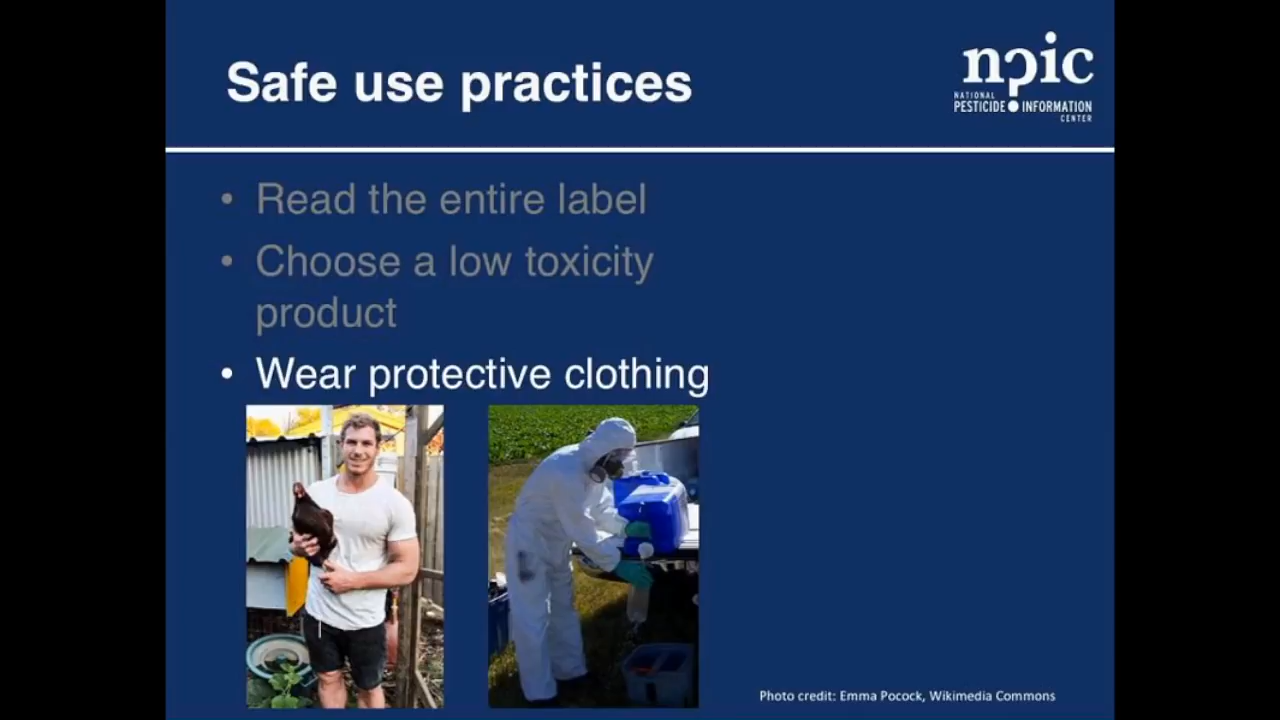 Safe use practices
npic
NATIONAL
PESTICIDE INFORMATION
CENTER
• Read the entire label
• Choose a low toxicity
product
• Wear protective clothing
Photo credit: Emma Pocock, Wikimedia Commons